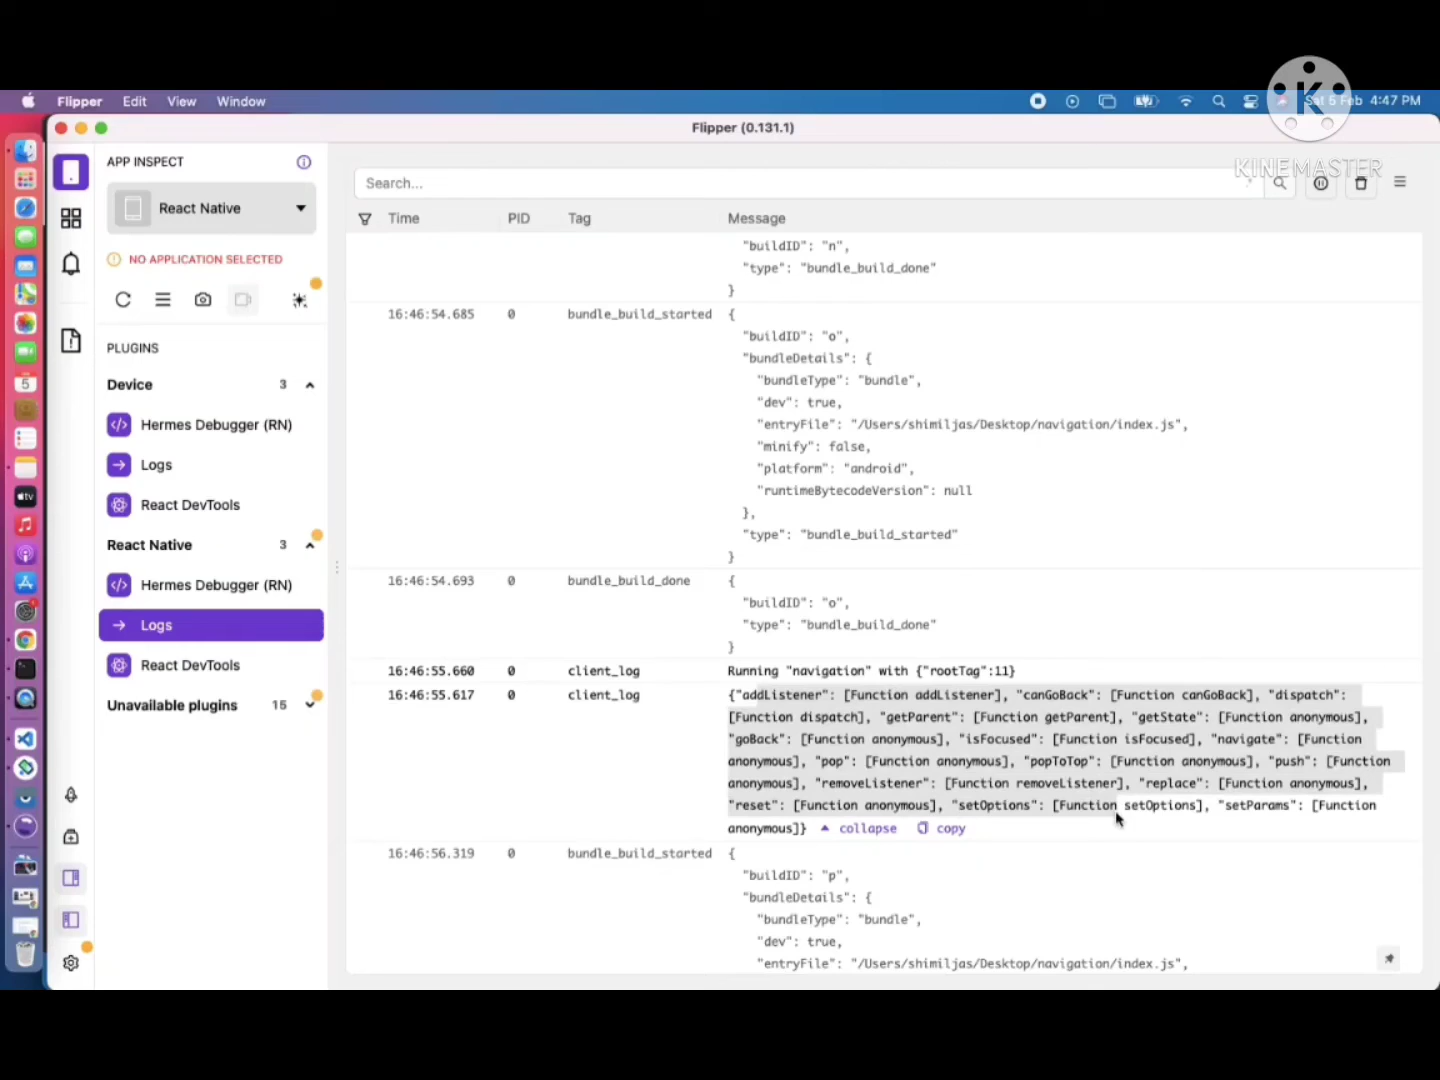 Flipper Edit View Window
Sat 5 Feb 4:47 PM
K
KINEMASTER
Flipper (0.131.1)
APP INSPECT
React Native
NO APPLICATION SELECTED
PLUGINS
Device 3
Hermes Debugger (RN)
Logs
React DevTools
React Native 3
Hermes Debugger (RN)
Logs
React DevTools
Unavailable plugins 15
5
tv
Search...
Time PID Tag Message
"buildID": "n",
"type": "bundle_build_done"
}
16:46:54.685 0 bundle_build_started {
"buildID": "o",
"bundleDetails": {
"bundleType": "bundle",
"dev": true,
"entryFile": "/Users/shimiljas/Desktop/navigation/index.js",
"minify": false,
"platform": "android",
"runtimeBytecodeVersion": null
},
"type": "bundle_build_started"
}
16:46:54.693 0 bundle_build_done {
"buildID": "o",
"type": "bundle_build_done"
}
16:46:55.660 0 client_log Running "navigation" with {"rootTag":11}
16:46:55.617 0 client_log {"addListener": [Function addListener], "canGoBack": [Function canGoBack], "dispatch":
[Function dispatch], "getParent": [Function getParent], "getState": [Function anonymous],
"goBack": [Function anonymous], "isFocused": [Function isFocused], "navigate": [Function
anonymous], "pop": [Function anonymous], "popToTop": [Function anonymous], "push": [Function
anonymous], "removeListener": [Function removeListener], "replace": [Function anonymous],
"reset": [Function anonymous], "setOptions": [Function setOptions], "setParams": [Function
anonymous]} collapse copy
16:46:56.319 0 bundle_build_started {
"buildID": "p",
"bundleDetails": {
"bundleType": "bundle",
"dev": true,
"entryFile": "/Users/shimiljas/Desktop/navigation/index.js",